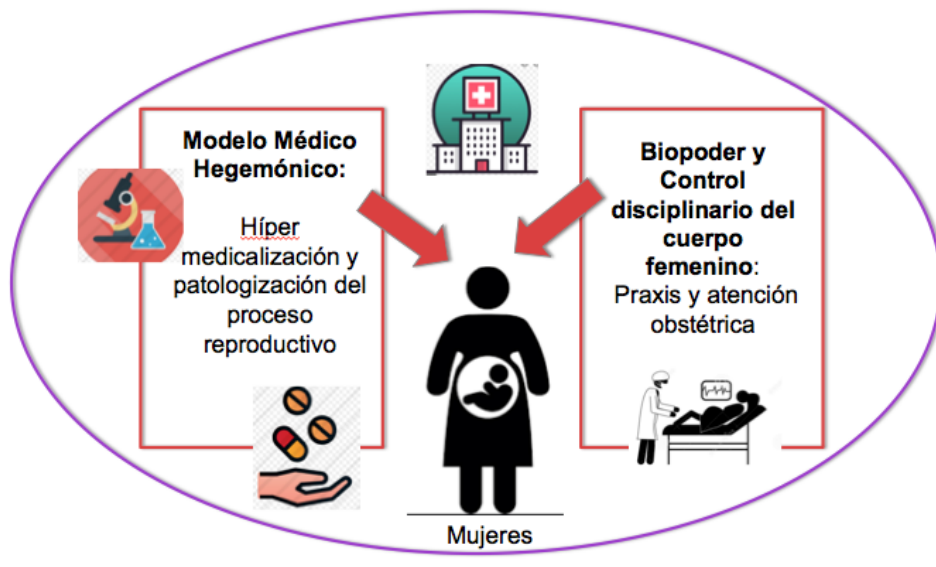 Modelo Médico
Hegemónico:
Híper
medicalización y
patologización del
proceso
reproductivo
Biopoder y
Control
disciplinario del
cuerpo
femenino:
Praxis y atención
obstétrica
Mujeres